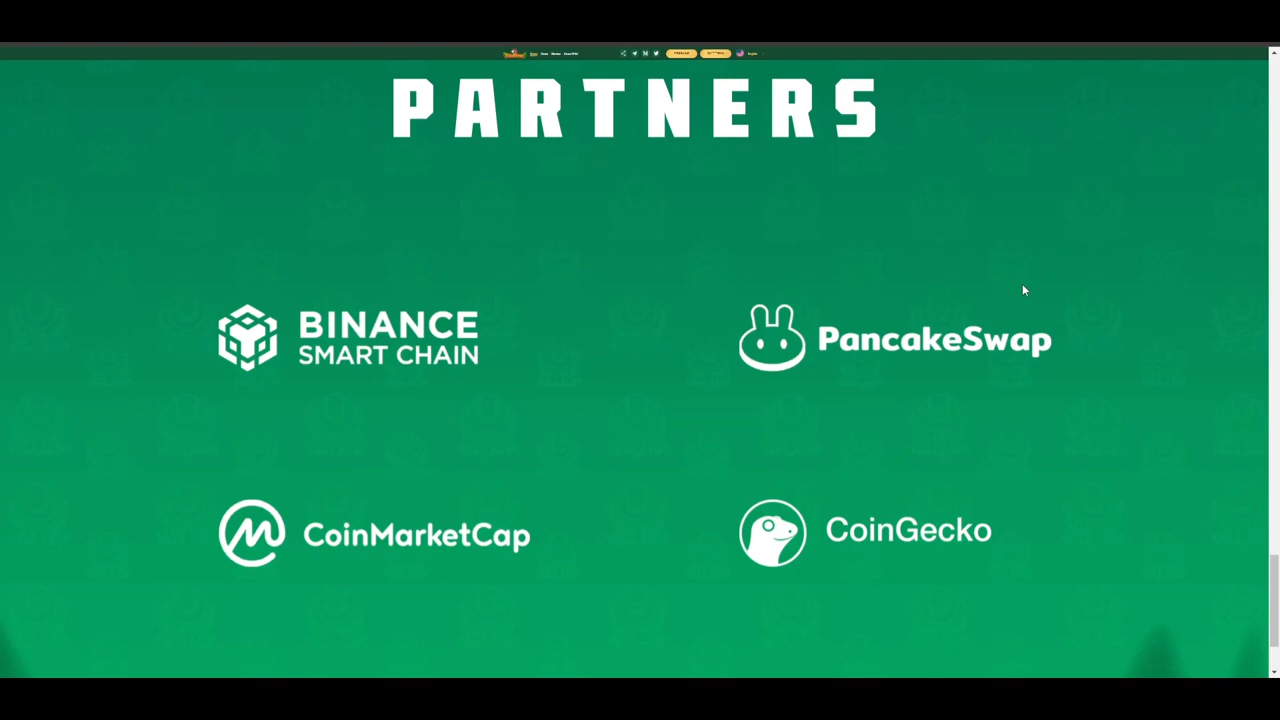 PARTNERS
BINANCE
SMART CHAIN
PancakeSwap
CoinMarketCap
CoinGecko